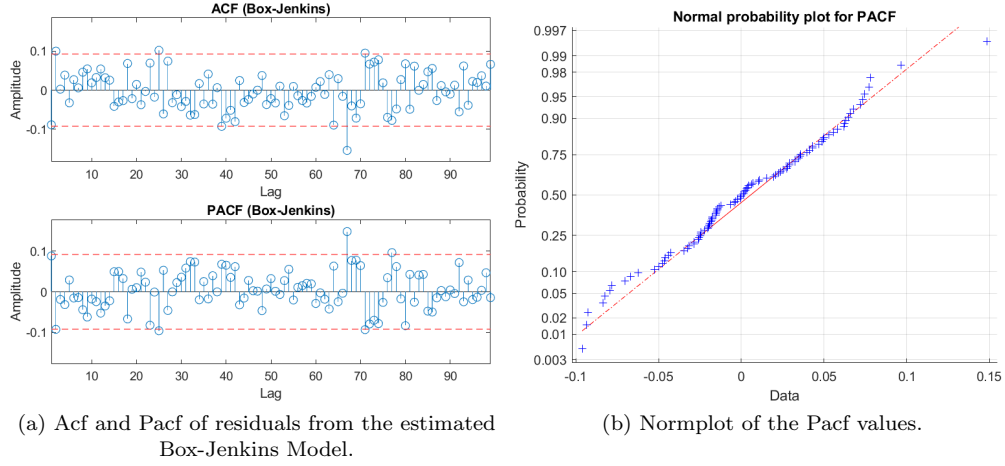 ACF (Box-Jenkins)
0.1
0
-0.1
Amplitude
10 20 30 40 50 60 70 80 90
Lag
PACF (Box-Jenkins)
0.1
0
-0.1
Amplitude
10 20 30 40 50 60 70 80 90
Lag
(a) Acf and Pacf of residuals from the estimated
Box-Jenkins Model.
Normal probability plot for PACF
0.997
0.99
0.98
0.95
0.90
0.75
0.50
0.25
0.10
0.05
0.02
0.01
0.003
Probability
-0.1 -0.05 0 0.05 0.1 0.15
Data
(b) Normplot of the Pacf values.